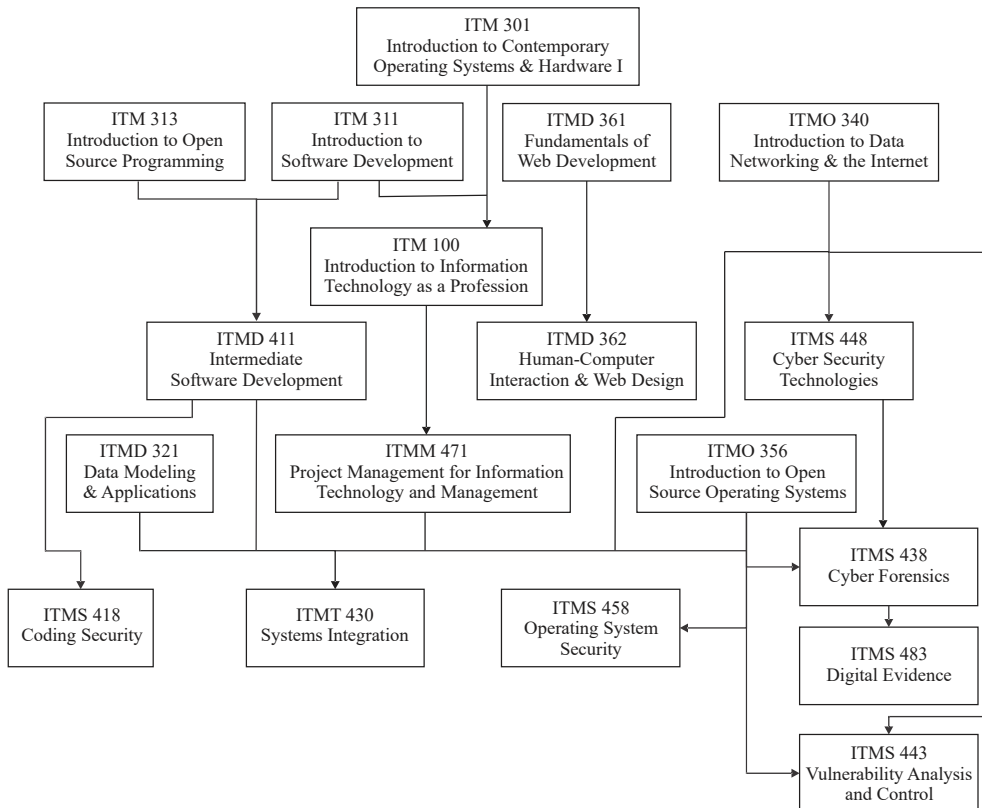 ITM 301
Introduction to Contemporary
Operating Systems & Hardware I
ITM 313
Introduction to Open
Source Programming
ITM 311
Introduction to
Software Development
ITMD 361
Fundamentals of
Web Development
ITMO 340
Introduction to Data
Networking & the Internet
ITM 100
Introduction to Information
Technology as a Profession
ITMD 411
Intermediate
Software Development
ITMD 362
Human-Computer
Interaction & Web Design
ITMS 448
Cyber Security
Technologies
ITMD 321
Data Modeling
& Applications
ITMM 471
Project Management for Information
Technology and Management
ITMO 356
Introduction to Open
Source Operating Systems
ITMS 438
Cyber Forensics
ITMS 418
Coding Security
ITMT 430
Systems Integration
ITMS 458
Operating System
Security
ITMS 483
Digital Evidence
ITMS 443
Vulnerability Analysis
and Control